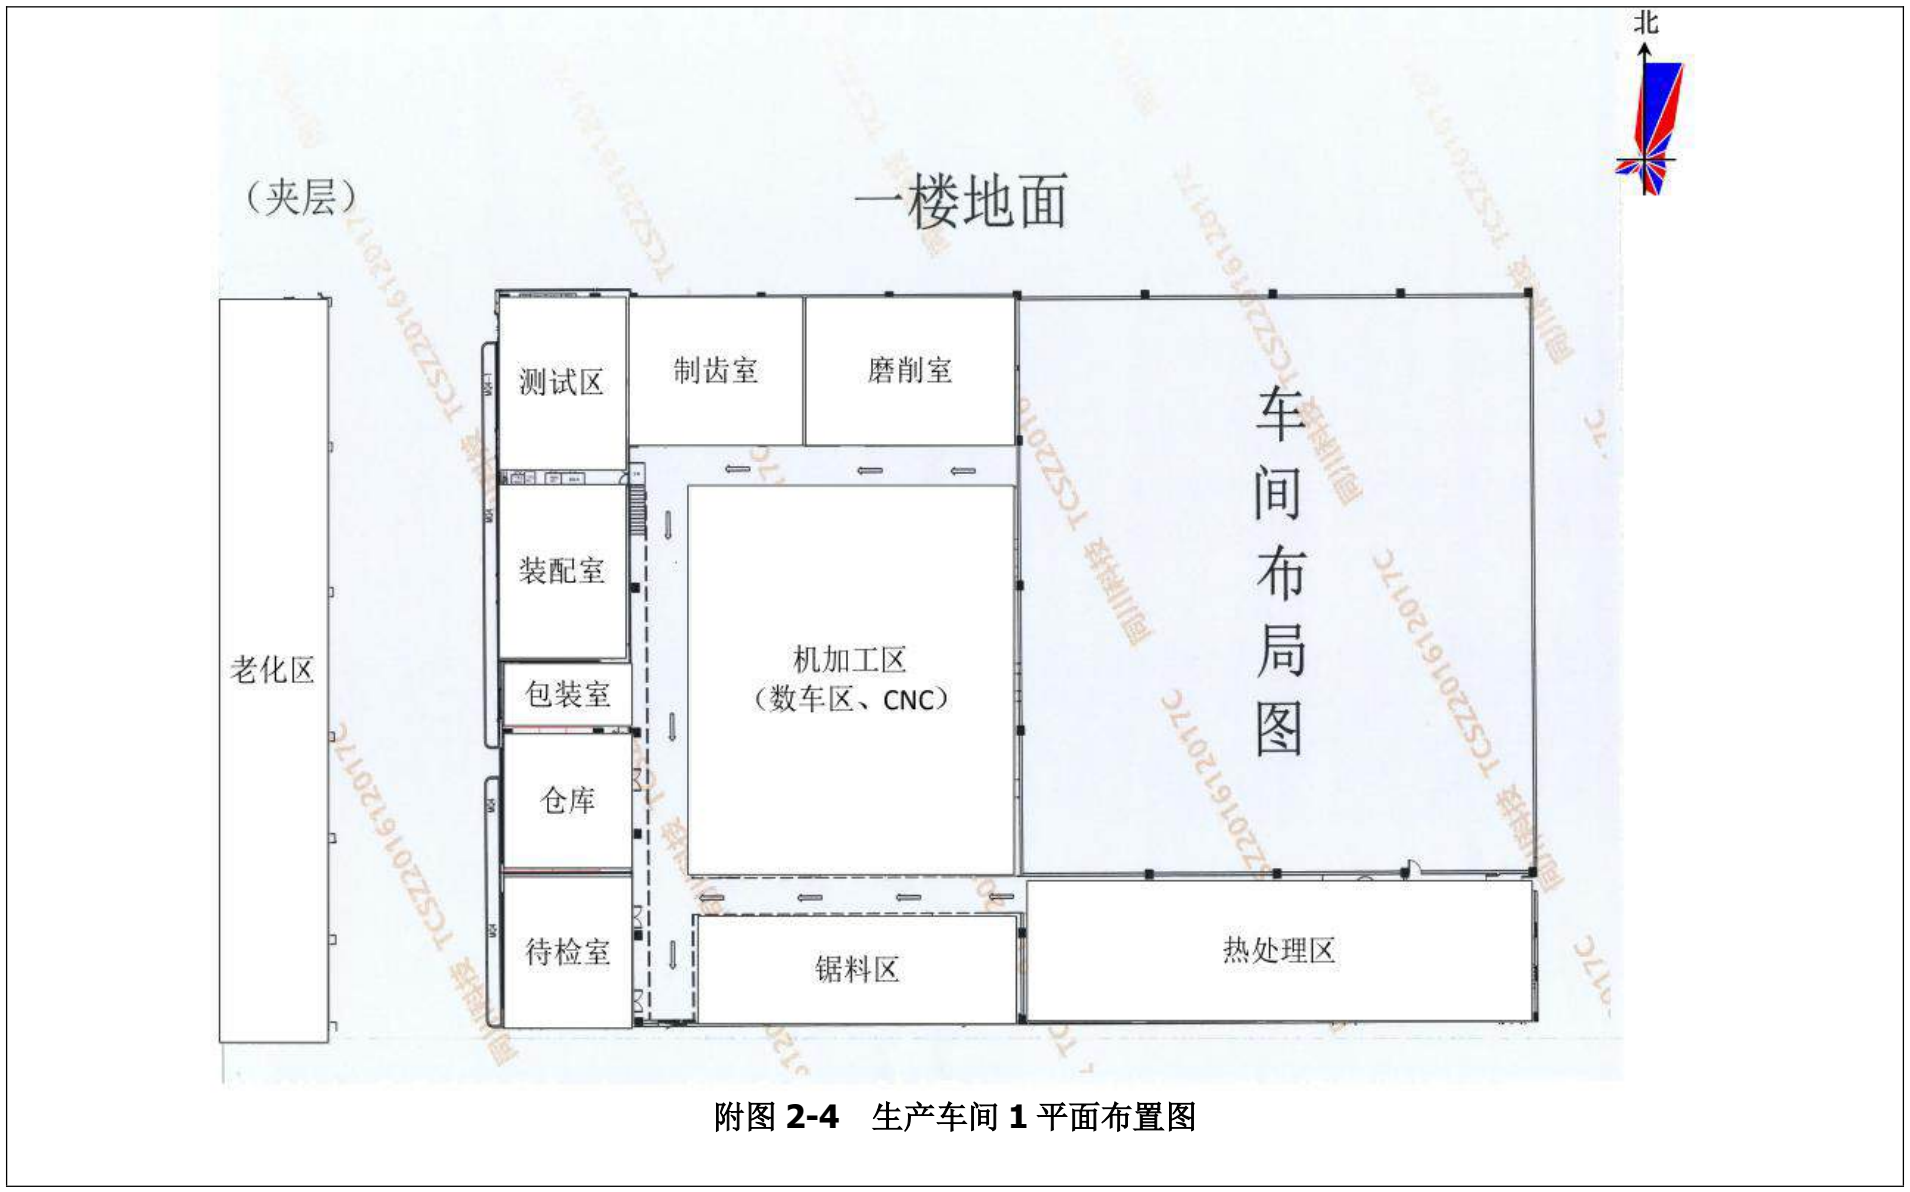 北
（夹层）
一楼地面
测试区
制齿室
磨削室
车间布局图
装配室
机加工区
（数车区、CNC）
老化区
包装室
仓库
待检室
锯料区
热处理区
TCSZ2016122017C
附图 2-4 生产车间 1 平面布置图